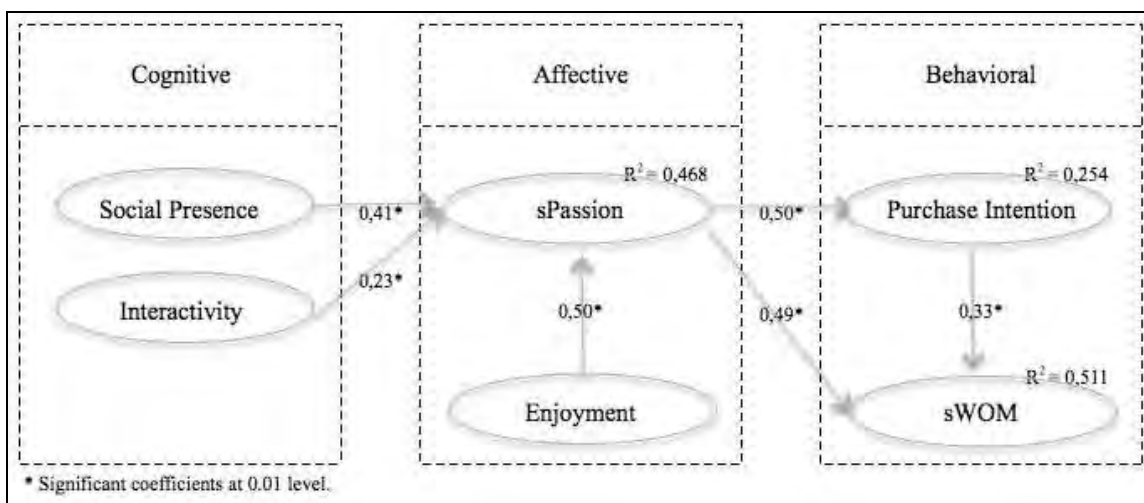 Cognitive
Affective
Behavioral
R² = 0,468
R² = 0,254
Social Presence
0,41*
sPassion
0,50*
Purchase Intention
0,23*
Interactivity
0,50*
0,49*
0,33*
R² = 0,511
Enjoyment
sWOM
* Significant coefficients at 0.01 level.